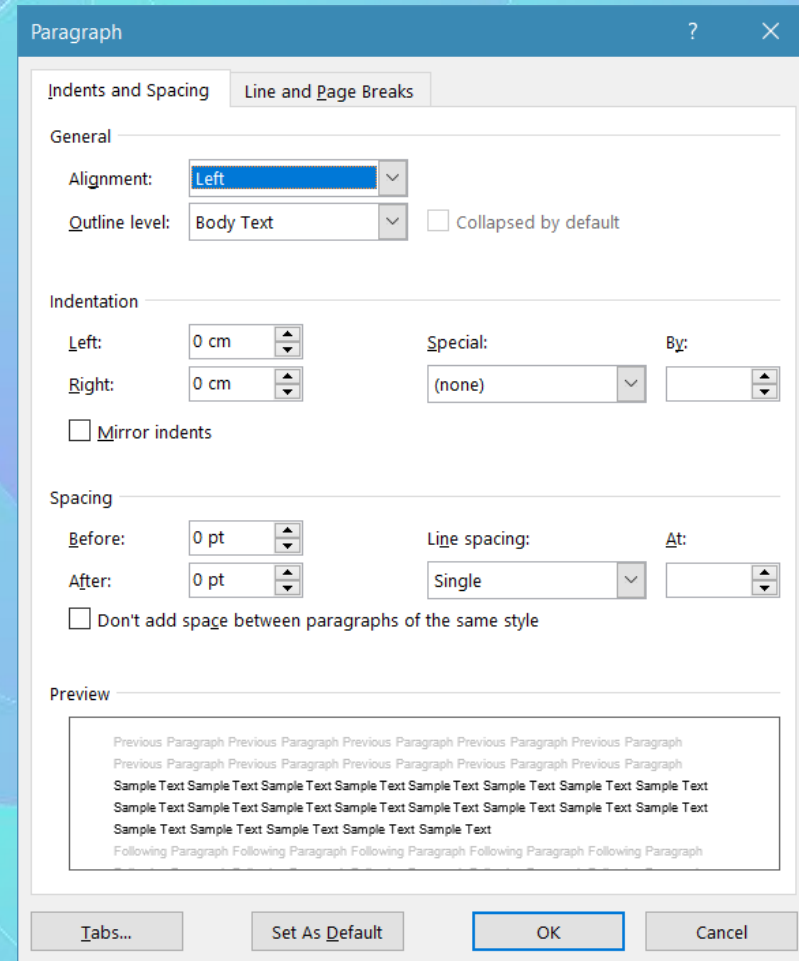 Paragraph
Indents and Spacing
Line and Page Breaks
General
Alignment:
Left
Outline level:
Body Text
Collapsed by default
Indentation
Left:
0 cm
Special:
By:
Right:
0 cm
(none)
Mirror indents
Spacing
Before:
0 pt
Line spacing:
At:
After:
0 pt
Single
Don't add space between paragraphs of the same style
Preview
Previous Paragraph Previous Paragraph Previous Paragraph Previous Paragraph Previous Paragraph
Previous Paragraph Previous Paragraph Previous Paragraph Previous Paragraph Previous Paragraph
Sample Text Sample Text Sample Text Sample Text Sample Text Sample Text Sample Text Sample Text
Sample Text Sample Text Sample Text Sample Text Sample Text Sample Text Sample Text Sample Text
Sample Text Sample Text Sample Text Sample Text Sample Text
Following Paragraph Following Paragraph Following Paragraph Following Paragraph Following Paragraph
Tabs...
Set As Default
OK
Cancel